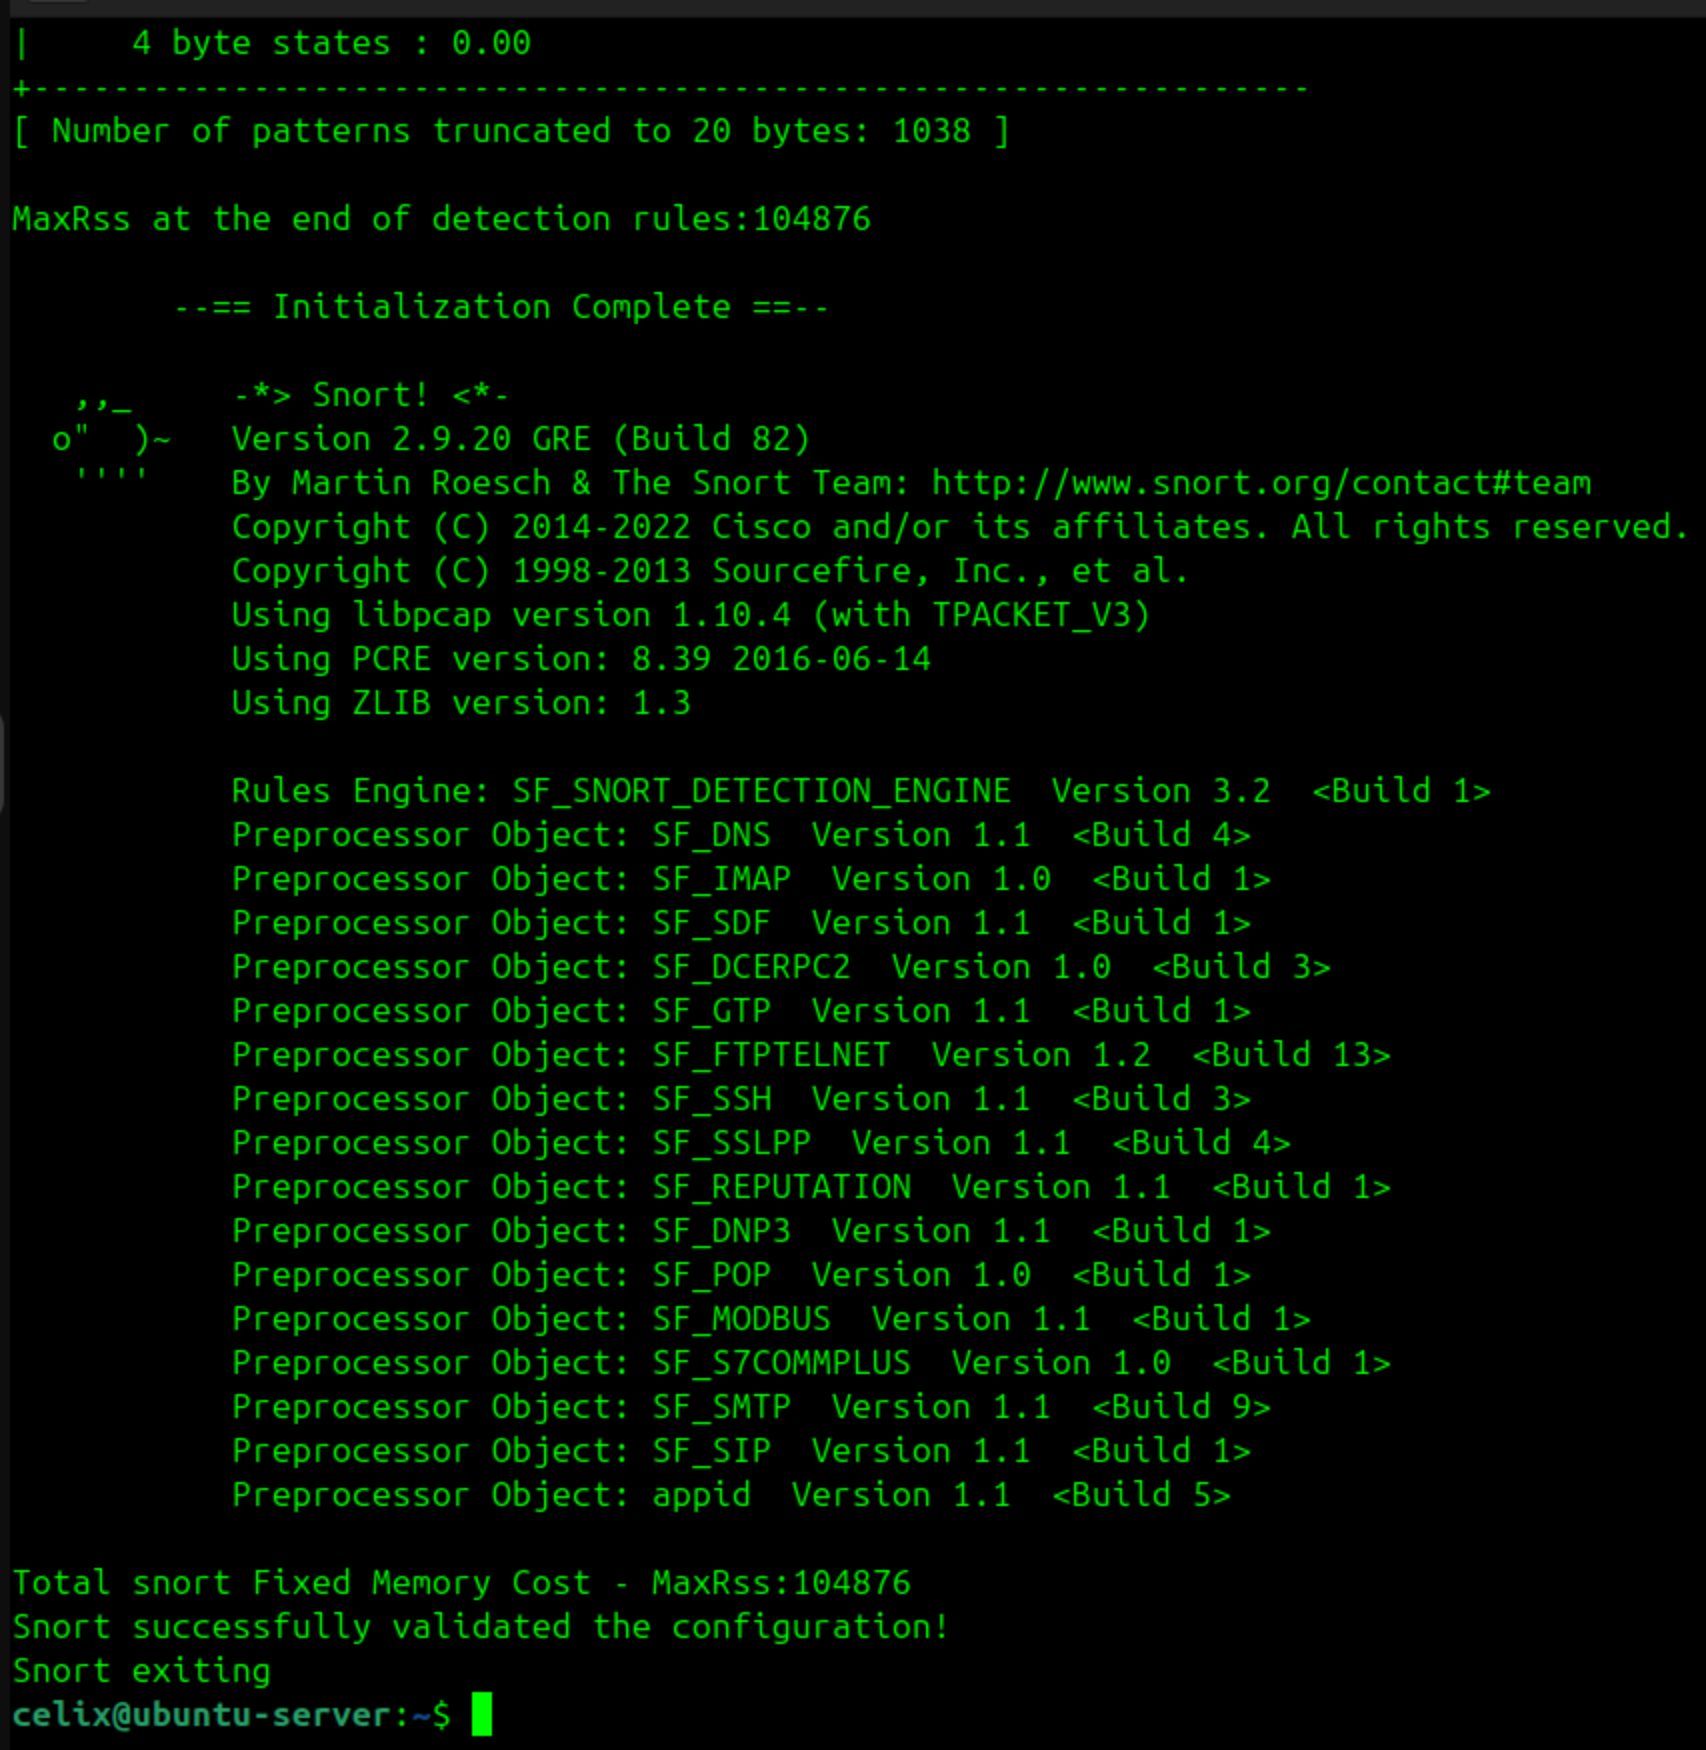 |     4 byte states : 0.00
+----------------------------------------------------------------
[ Number of patterns truncated to 20 bytes: 1038 ]
MaxRss at the end of detection rules:104876
        --== Initialization Complete ==--
   ,,_     -*> Snort! <*-
  o"  )~   Version 2.9.20 GRE (Build 82)
   ''''    By Martin Roesch & The Snort Team: http://www.snort.org/contact#team
           Copyright (C) 2014-2022 Cisco and/or its affiliates. All rights reserved.
           Copyright (C) 1998-2013 Sourcefire, Inc., et al.
           Using libpcap version 1.10.4 (with TPACKET_V3)
           Using PCRE version: 8.39 2016-06-14
           Using ZLIB version: 1.3
           Rules Engine: SF_SNORT_DETECTION_ENGINE  Version 3.2  <Build 1>
           Preprocessor Object: SF_DNS  Version 1.1  <Build 4>
           Preprocessor Object: SF_IMAP  Version 1.0  <Build 1>
           Preprocessor Object: SF_SDF  Version 1.1  <Build 1>
           Preprocessor Object: SF_DCERPC2  Version 1.0  <Build 3>
           Preprocessor Object: SF_GTP  Version 1.1  <Build 1>
           Preprocessor Object: SF_FTPTELNET  Version 1.2  <Build 13>
           Preprocessor Object: SF_SSH  Version 1.1  <Build 3>
           Preprocessor Object: SF_SSLPP  Version 1.1  <Build 4>
           Preprocessor Object: SF_REPUTATION  Version 1.1  <Build 1>
           Preprocessor Object: SF_DNP3  Version 1.1  <Build 1>
           Preprocessor Object: SF_POP  Version 1.0  <Build 1>
           Preprocessor Object: SF_MODBUS  Version 1.1  <Build 1>
           Preprocessor Object: SF_S7COMMPLUS  Version 1.0  <Build 1>
           Preprocessor Object: SF_SMTP  Version 1.1  <Build 9>
           Preprocessor Object: SF_SIP  Version 1.1  <Build 1>
           Preprocessor Object: appid  Version 1.1  <Build 5>
Total snort Fixed Memory Cost - MaxRss:104876
Snort successfully validated the configuration!
Snort exiting
celix@ubuntu-server:~$